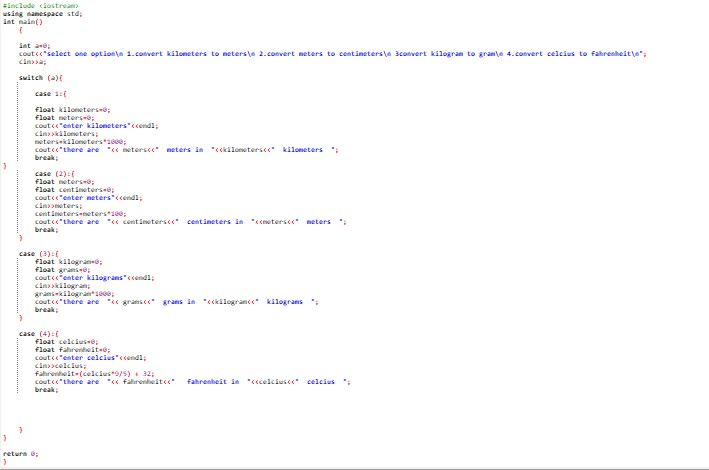 #include <iostream>
using namespace std;
int main()
{
int a=0;
cout<<"select one option\n 1.convert kilometers to meters\n 2.convert meters to centimeters\n 3convert kilogram to gram\n 4.convert celcius to fahrenheit\n";
cin>>a;
switch (a){
case 1:{
float kilometers=0;
float meters=0;
cout<<"enter kilometers"<<endl;
cin>>kilometers;
meters=kilometers*1000;
cout<<"there are  "<< meters<<"  meters in  "<<kilometers<<"  kilometers  ";
break;
}
case (2):{
float meters=0;
float centimeters=0;
cout<<"enter meters"<<endl;
cin>>meters;
centimeters=meters*100;
cout<<"there are  "<< centimeters<<"  centimeters in  "<<meters<<"  meters  ";
break;
}
case (3):{
float kilogram=0;
float grams=0;
cout<<"enter kilograms"<<endl;
cin>>kilogram;
grams=kilogram*1000;
cout<<"there are  "<< grams<<"  grams in  "<<kilogram<<"  kilograms  ";
break;
}
case (4):{
float celcius=0;
float fahrenheit=0;
cout<<"enter celcius"<<endl;
cin>>celcius;
fahrenheit=(celcius*9/5) + 32;
cout<<"there are  "<< fahrenheit<<"  fahrenheit in  "<<celcius<<"  celcius  ";
break;
}
}
return 0;
}